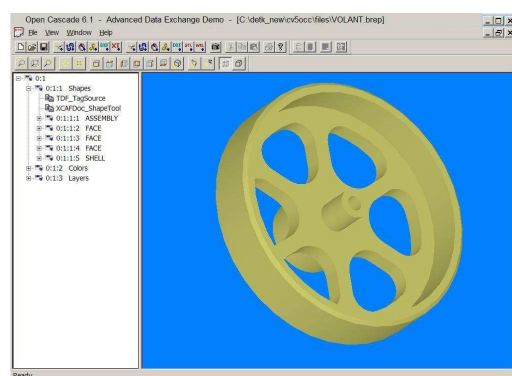 Open Cascade 6.1 - Advanced Data Exchange Demo - [C:\detk_new\cv5occ\files\VOLANT.brep]
File View Window Help
0:1
0:1:1 Shapes
TDF_TagSource
XCAFDoc_ShapeTool
0:1:1:1 ASSEMBLY
0:1:1:2 FACE
0:1:1:3 FACE
0:1:1:4 FACE
0:1:1:5 SHELL
0:1:2 Colors
0:1:3 Layers
Ready